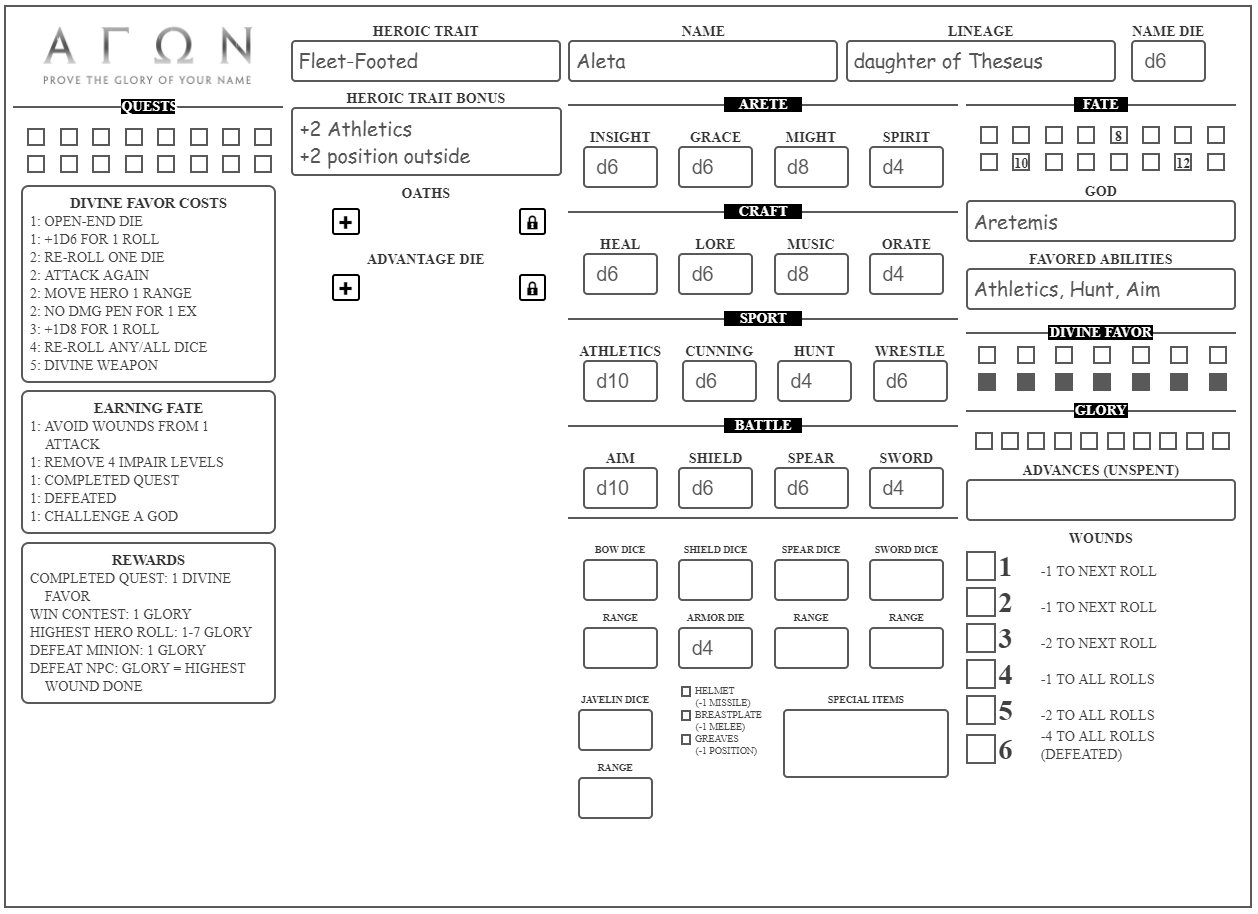 ΑΓΩΝ
PROVE THE GLORY OF YOUR NAME
HEROIC TRAIT
Fleet-Footed
NAME
Aleta
LINEAGE
daughter of Theseus
NAME DIE
d6
QUESTS
DIVINE FAVOR COSTS
1: OPEN-END DIE
1: +1D6 FOR 1 ROLL
2: RE-ROLL ONE DIE
2: ATTACK AGAIN
2: MOVE HERO 1 RANGE
2: NO DMG PEN FOR 1 EX
3: +1D8 FOR 1 ROLL
4: RE-ROLL ANY/ALL DICE
5: DIVINE WEAPON
EARNING FATE
1: AVOID WOUNDS FROM 1
ATTACK
1: REMOVE 4 IMPAIR LEVELS
1: COMPLETED QUEST
1: DEFEATED
1: CHALLENGE A GOD
REWARDS
COMPLETED QUEST: 1 DIVINE
FAVOR
WIN CONTEST: 1 GLORY
HIGHEST HERO ROLL: 1-7 GLORY
DEFEAT MINION: 1 GLORY
DEFEAT NPC: GLORY = HIGHEST
WOUND DONE
HEROIC TRAIT BONUS
+2 Athletics
+2 position outside
OATHS
+
ADVANTAGE DIE
+
ARETE
INSIGHT GRACE MIGHT SPIRIT
d6 d6 d8 d4
CRAFT
HEAL LORE MUSIC ORATE
d6 d6 d8 d4
SPORT
ATHLETICS CUNNING HUNT WRESTLE
d10 d6 d4 d6
BATTLE
AIM SHIELD SPEAR SWORD
d10 d6 d6 d4
BOW DICE SHIELD DICE SPEAR DICE SWORD DICE
RANGE ARMOR DIE RANGE RANGE
d4
JAVELIN DICE
RANGE
HELMET
(-1 MISSILE)
BREASTPLATE
(-1 MELEE)
GREAVES
(-1 POSITION)
SPECIAL ITEMS
FATE
8
10 12
GOD
Aretemis
FAVORED ABILITIES
Athletics, Hunt, Aim
DIVINE FAVOR
GLORY
ADVANCES (UNSPENT)
WOUNDS
1 -1 TO NEXT ROLL
2 -1 TO NEXT ROLL
3 -2 TO NEXT ROLL
4 -1 TO ALL ROLLS
5 -2 TO ALL ROLLS
6 -4 TO ALL ROLLS
(DEFEATED)